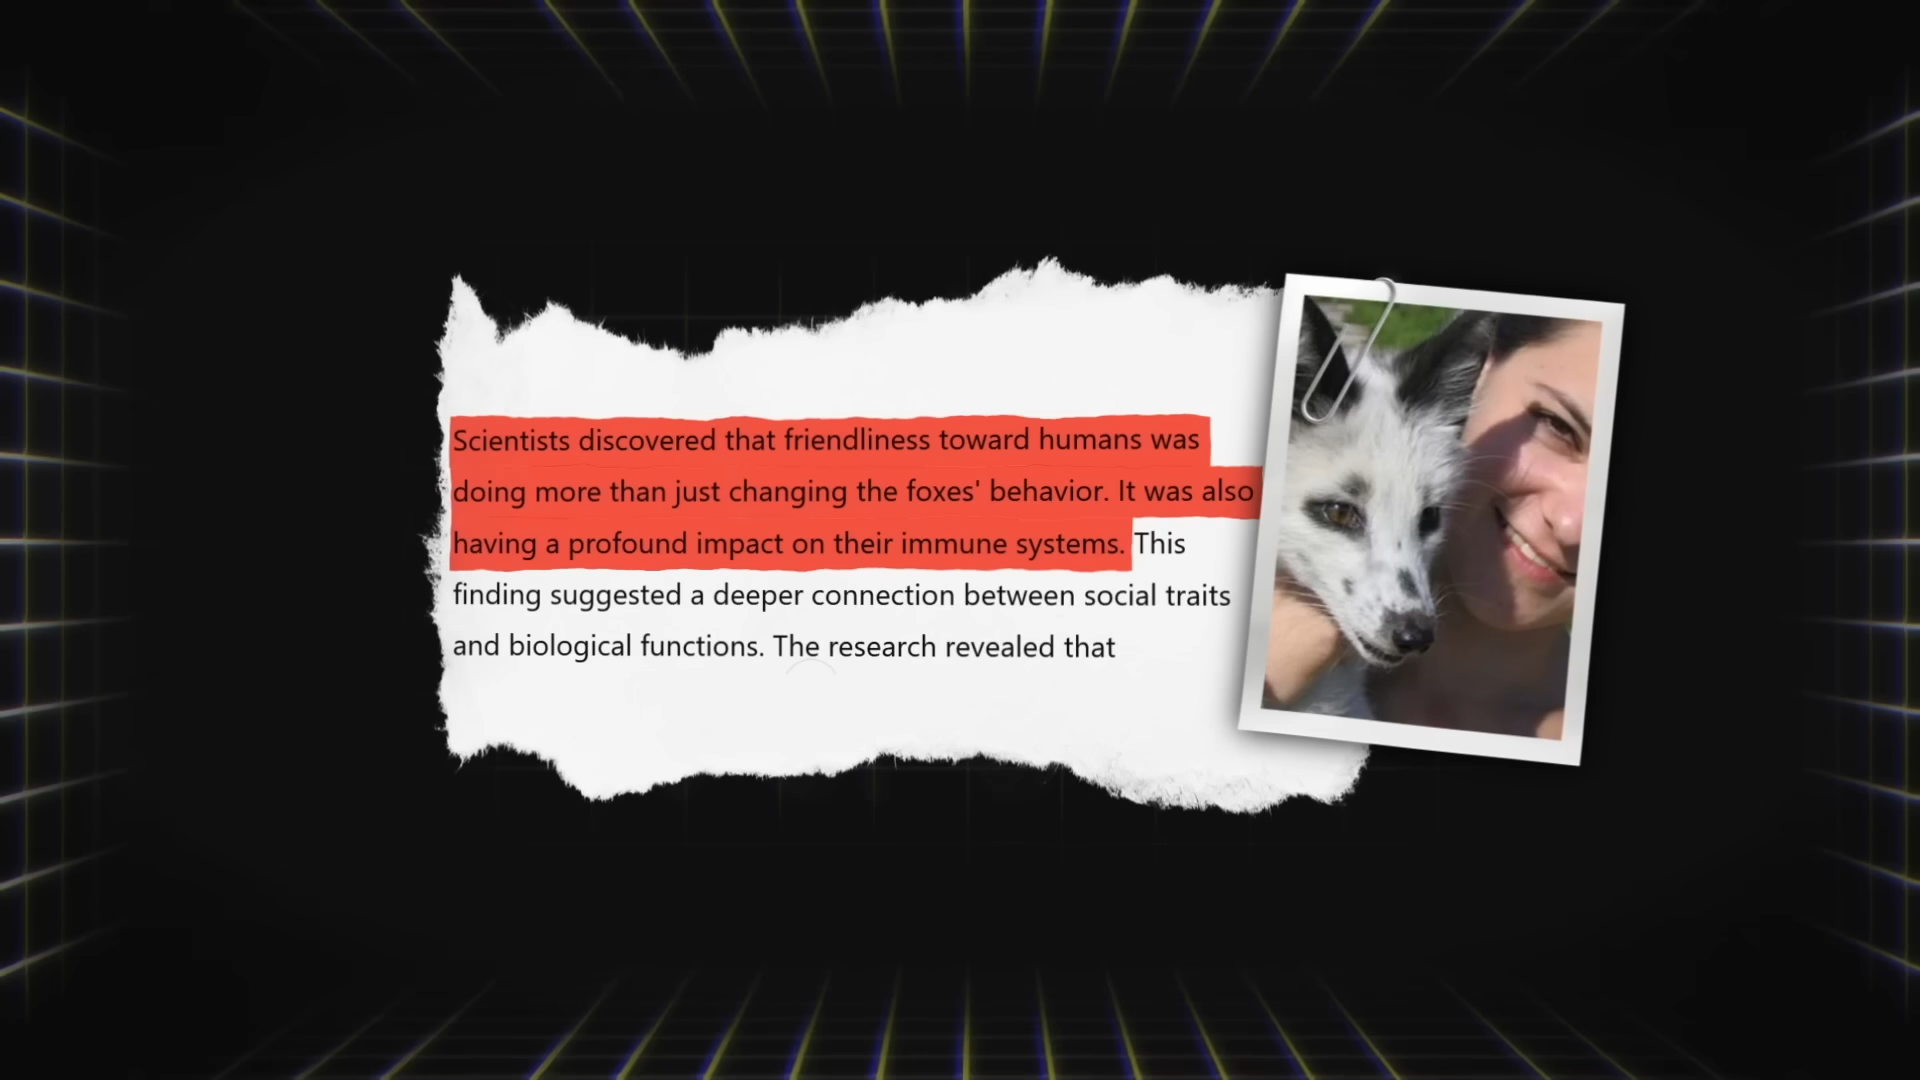 Scientists discovered that friendliness toward humans was
doing more than just changing the foxes' behavior. It was also
having a profound impact on their immune systems. This
finding suggested a deeper connection between social traits
and biological functions. The research revealed that